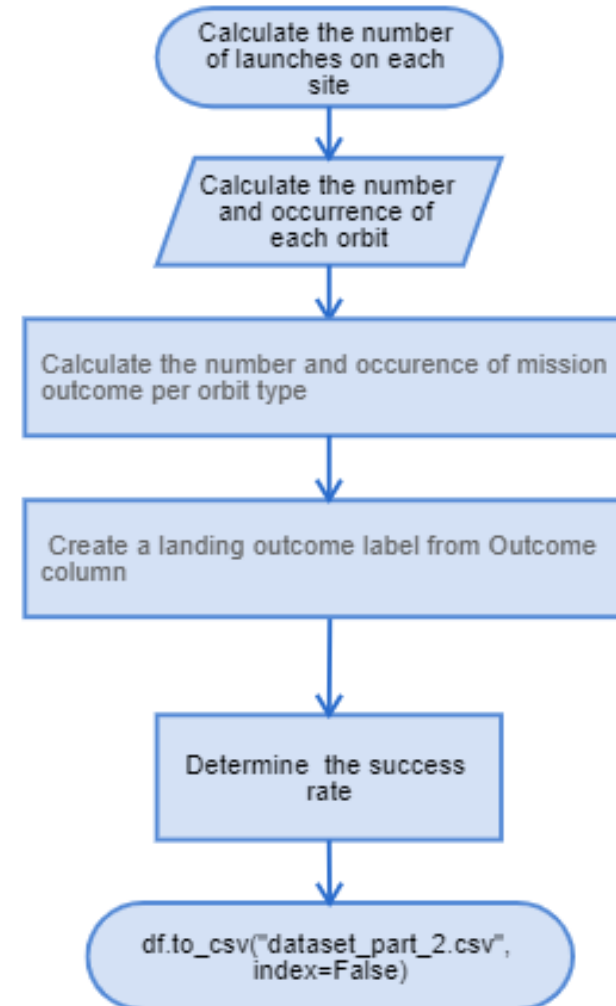 Calculate the number
of launches on each
site
Calculate the number
and occurrence of
each orbit
Calculate the number and occurence of mission
outcome per orbit type
Create a landing outcome label from Outcome
column
Determine  the success
rate
df.to_csv("dataset_part_2.csv",
index=False)